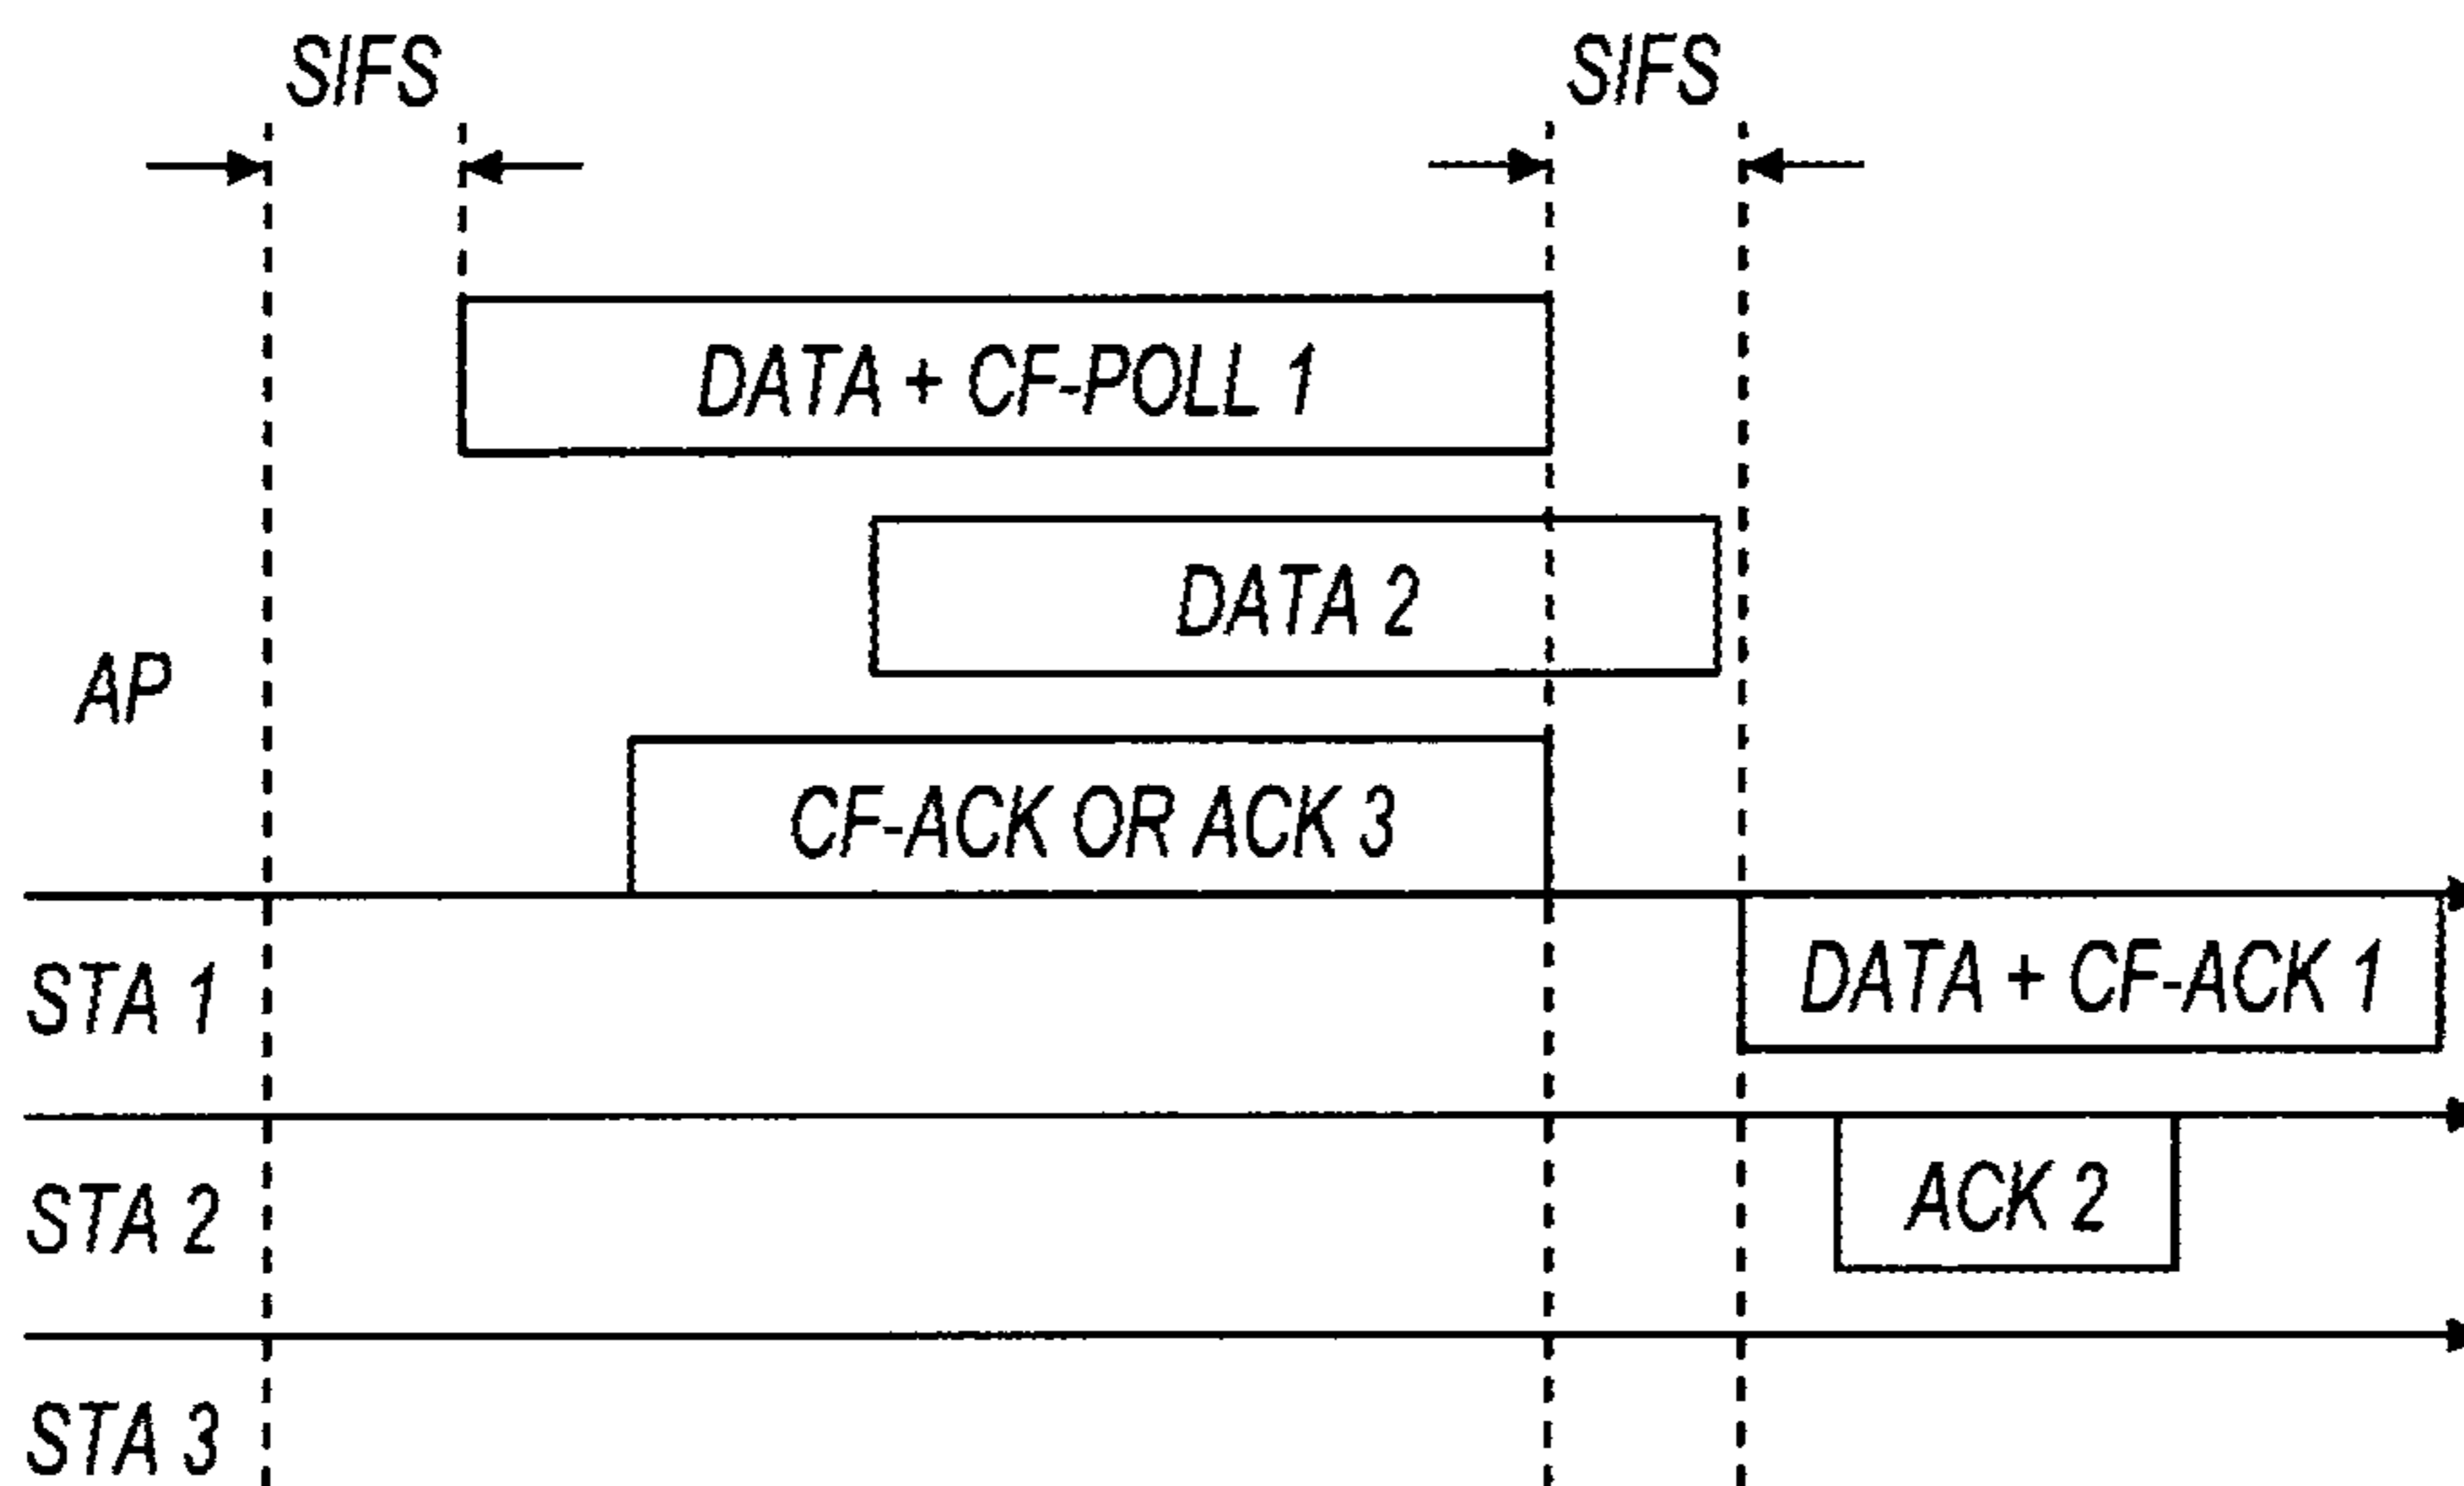 SIFS SIFS
DATA + CF-POLL 1
DATA 2
AP
CF-ACK OR ACK 3
STA 1
DATA + CF-ACK 1
STA 2
ACK 2
STA 3